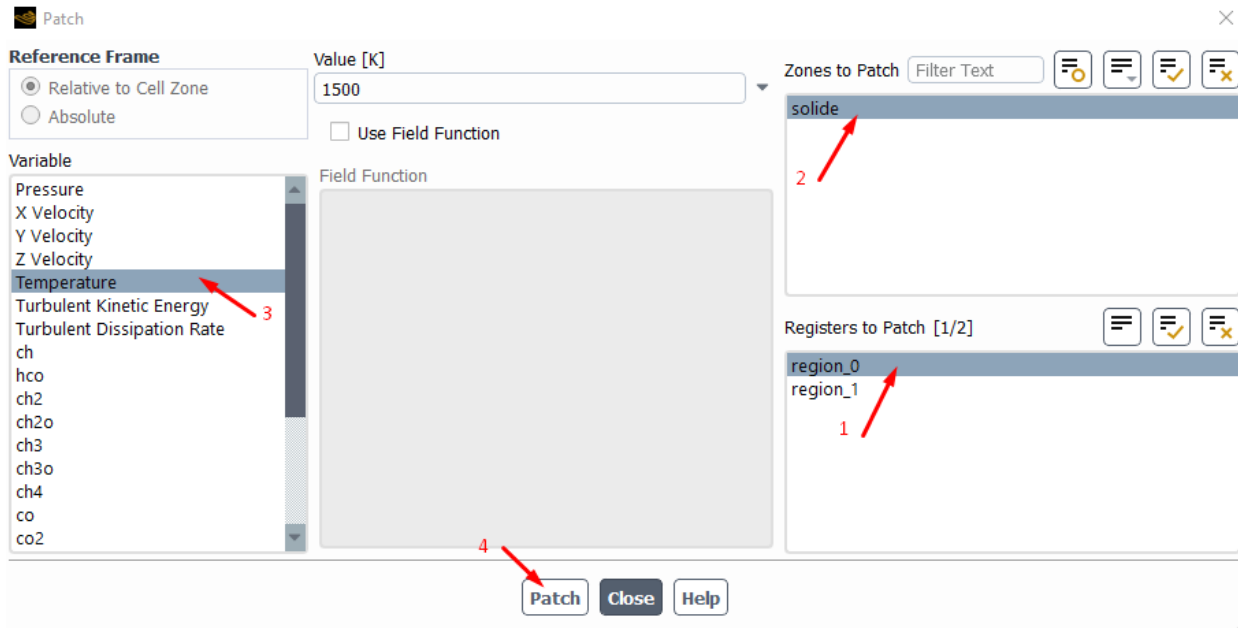 Patch
Reference Frame
Relative to Cell Zone
Absolute
Variable
Pressure
X Velocity
Y Velocity
Z Velocity
Temperature
Turbulent Kinetic Energy
Turbulent Dissipation Rate
ch
hco
ch2
ch2o
ch3
ch3o
ch4
co
co2
3
Value [K]
1500
Use Field Function
Field Function
Zones to Patch Filter Text
solide
2
Registers to Patch [1/2]
region_0
region_1
1
4
Patch Close Help